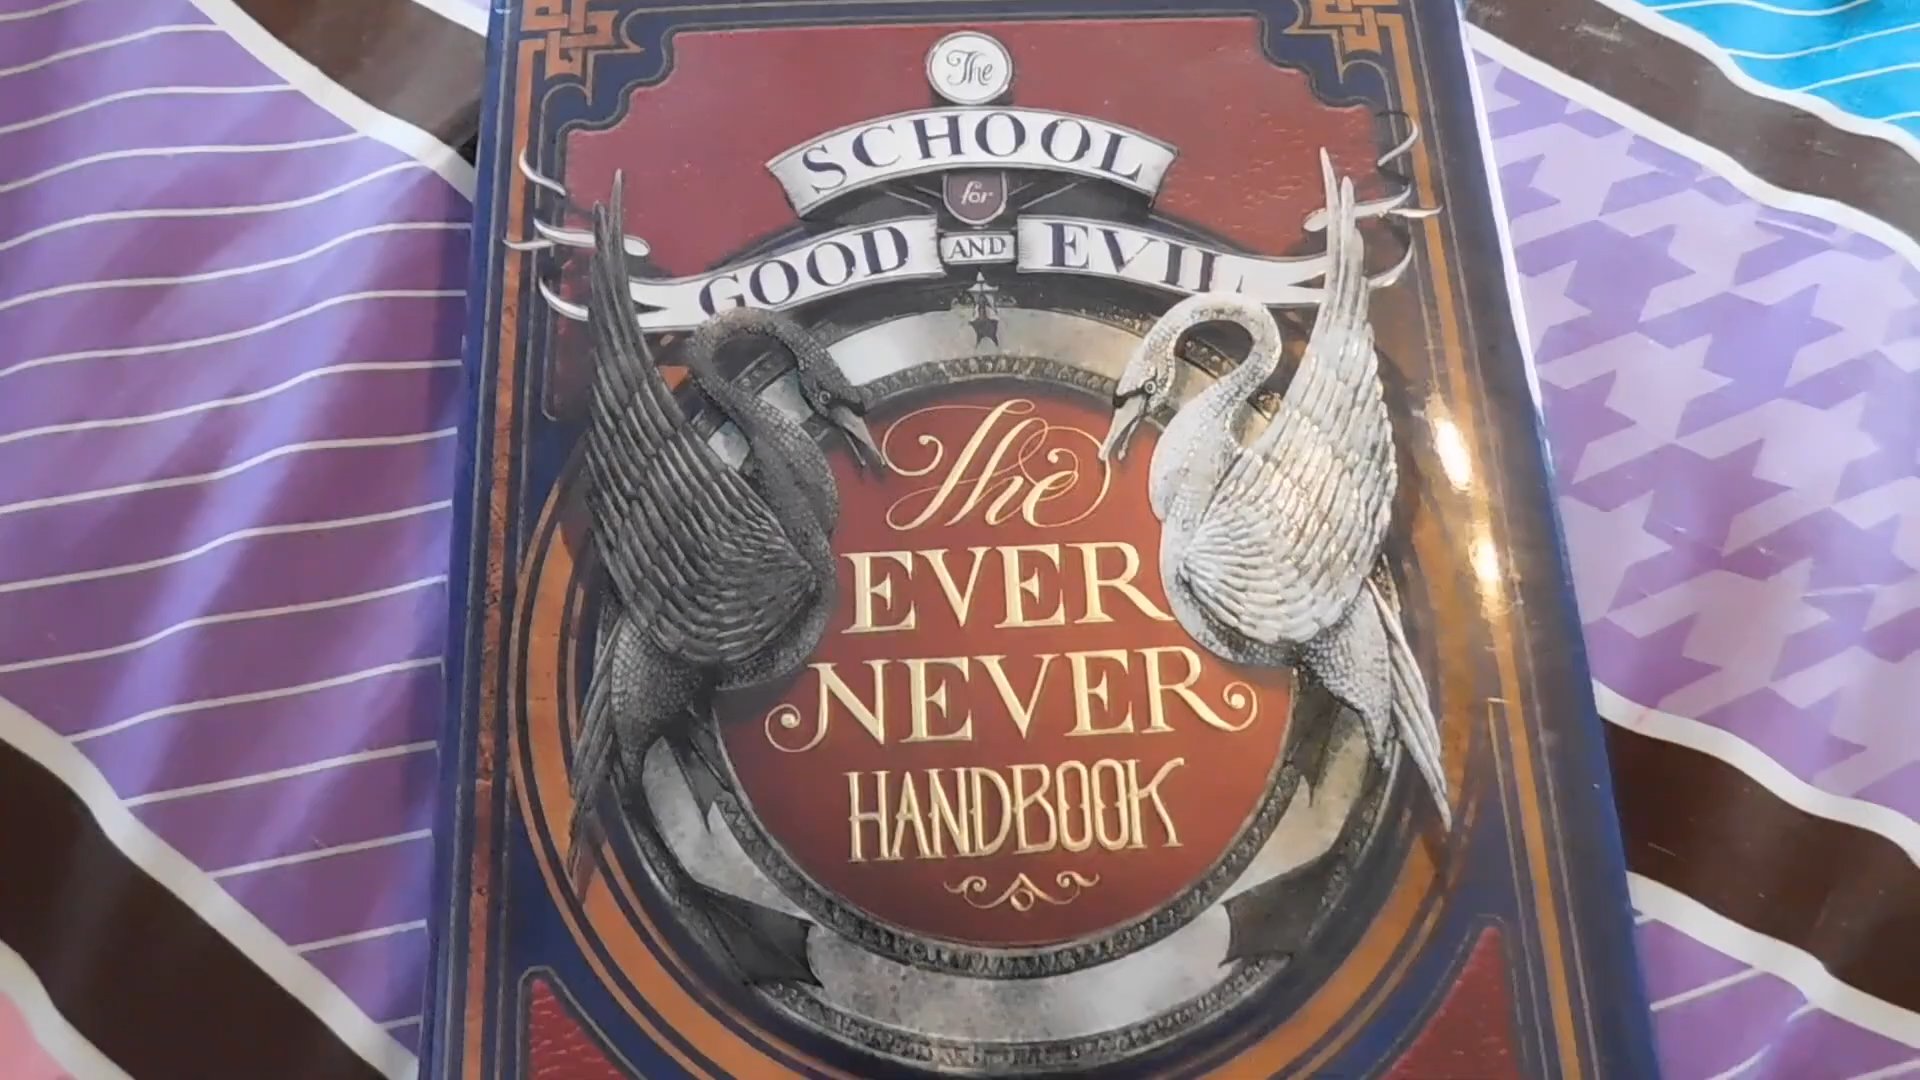 The
SCHOOL
for
GOOD AND EVIL
The
EVER
NEVER
HANDBOOK